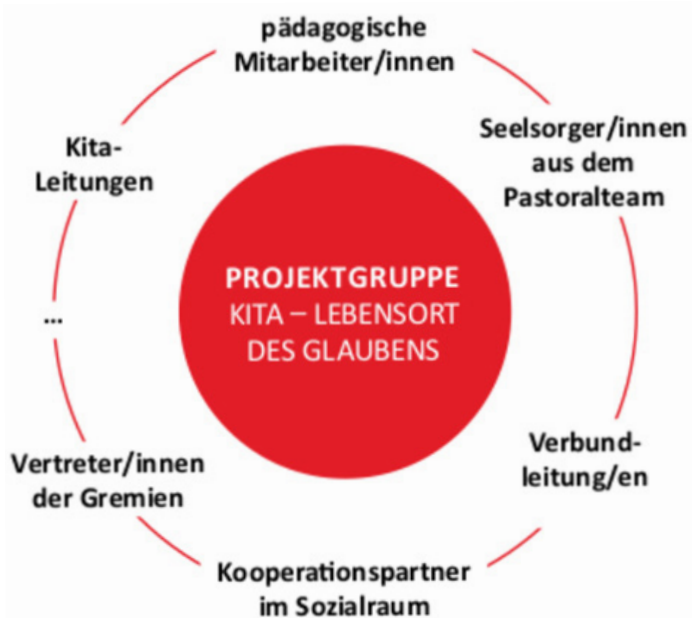 pädagogische
Mitarbeiter/innen
Seelsorger/innen
aus dem
Pastoralteam
Kita-
Leitungen
PROJEKTGRUPPE
KITA – LEBENSORT
DES GLAUBENS
...
Verbund-
leitung/en
Vertreter/innen
der Gremien
Kooperationspartner
im Sozialraum